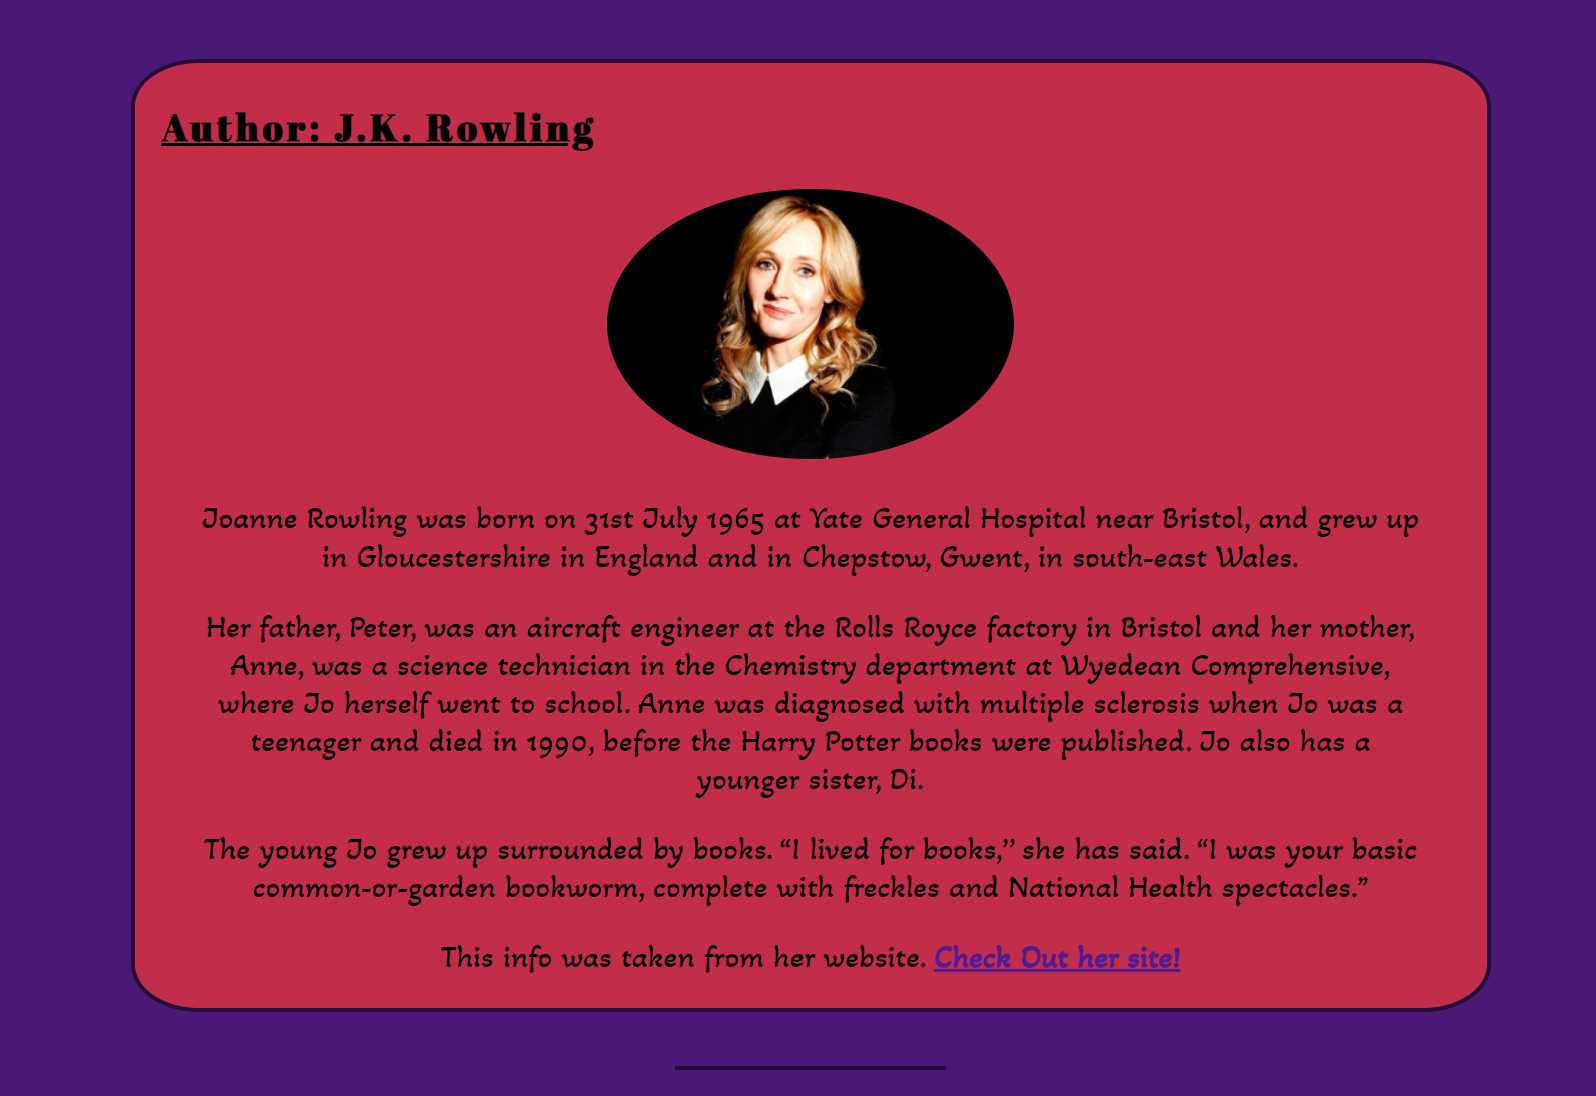 Author: J.K. Rowling
Joanne Rowling was born on 31st July 1965 at Yate General Hospital near Bristol, and grew up
in Gloucestershire in England and in Chepstow, Gwent, in south-east Wales.
Her father, Peter, was an aircraft engineer at the Rolls Royce factory in Bristol and her mother,
Anne, was a science technician in the Chemistry department at Wyedean Comprehensive,
where Jo herself went to school. Anne was diagnosed with multiple sclerosis when Jo was a
teenager and died in 1990, before the Harry Potter books were published. Jo also has a
younger sister, Di.
The young Jo grew up surrounded by books. “I lived for books,’’ she has said. “I was your basic
common-or-garden bookworm, complete with freckles and National Health spectacles.”
This info was taken from her website. Check Out her site!